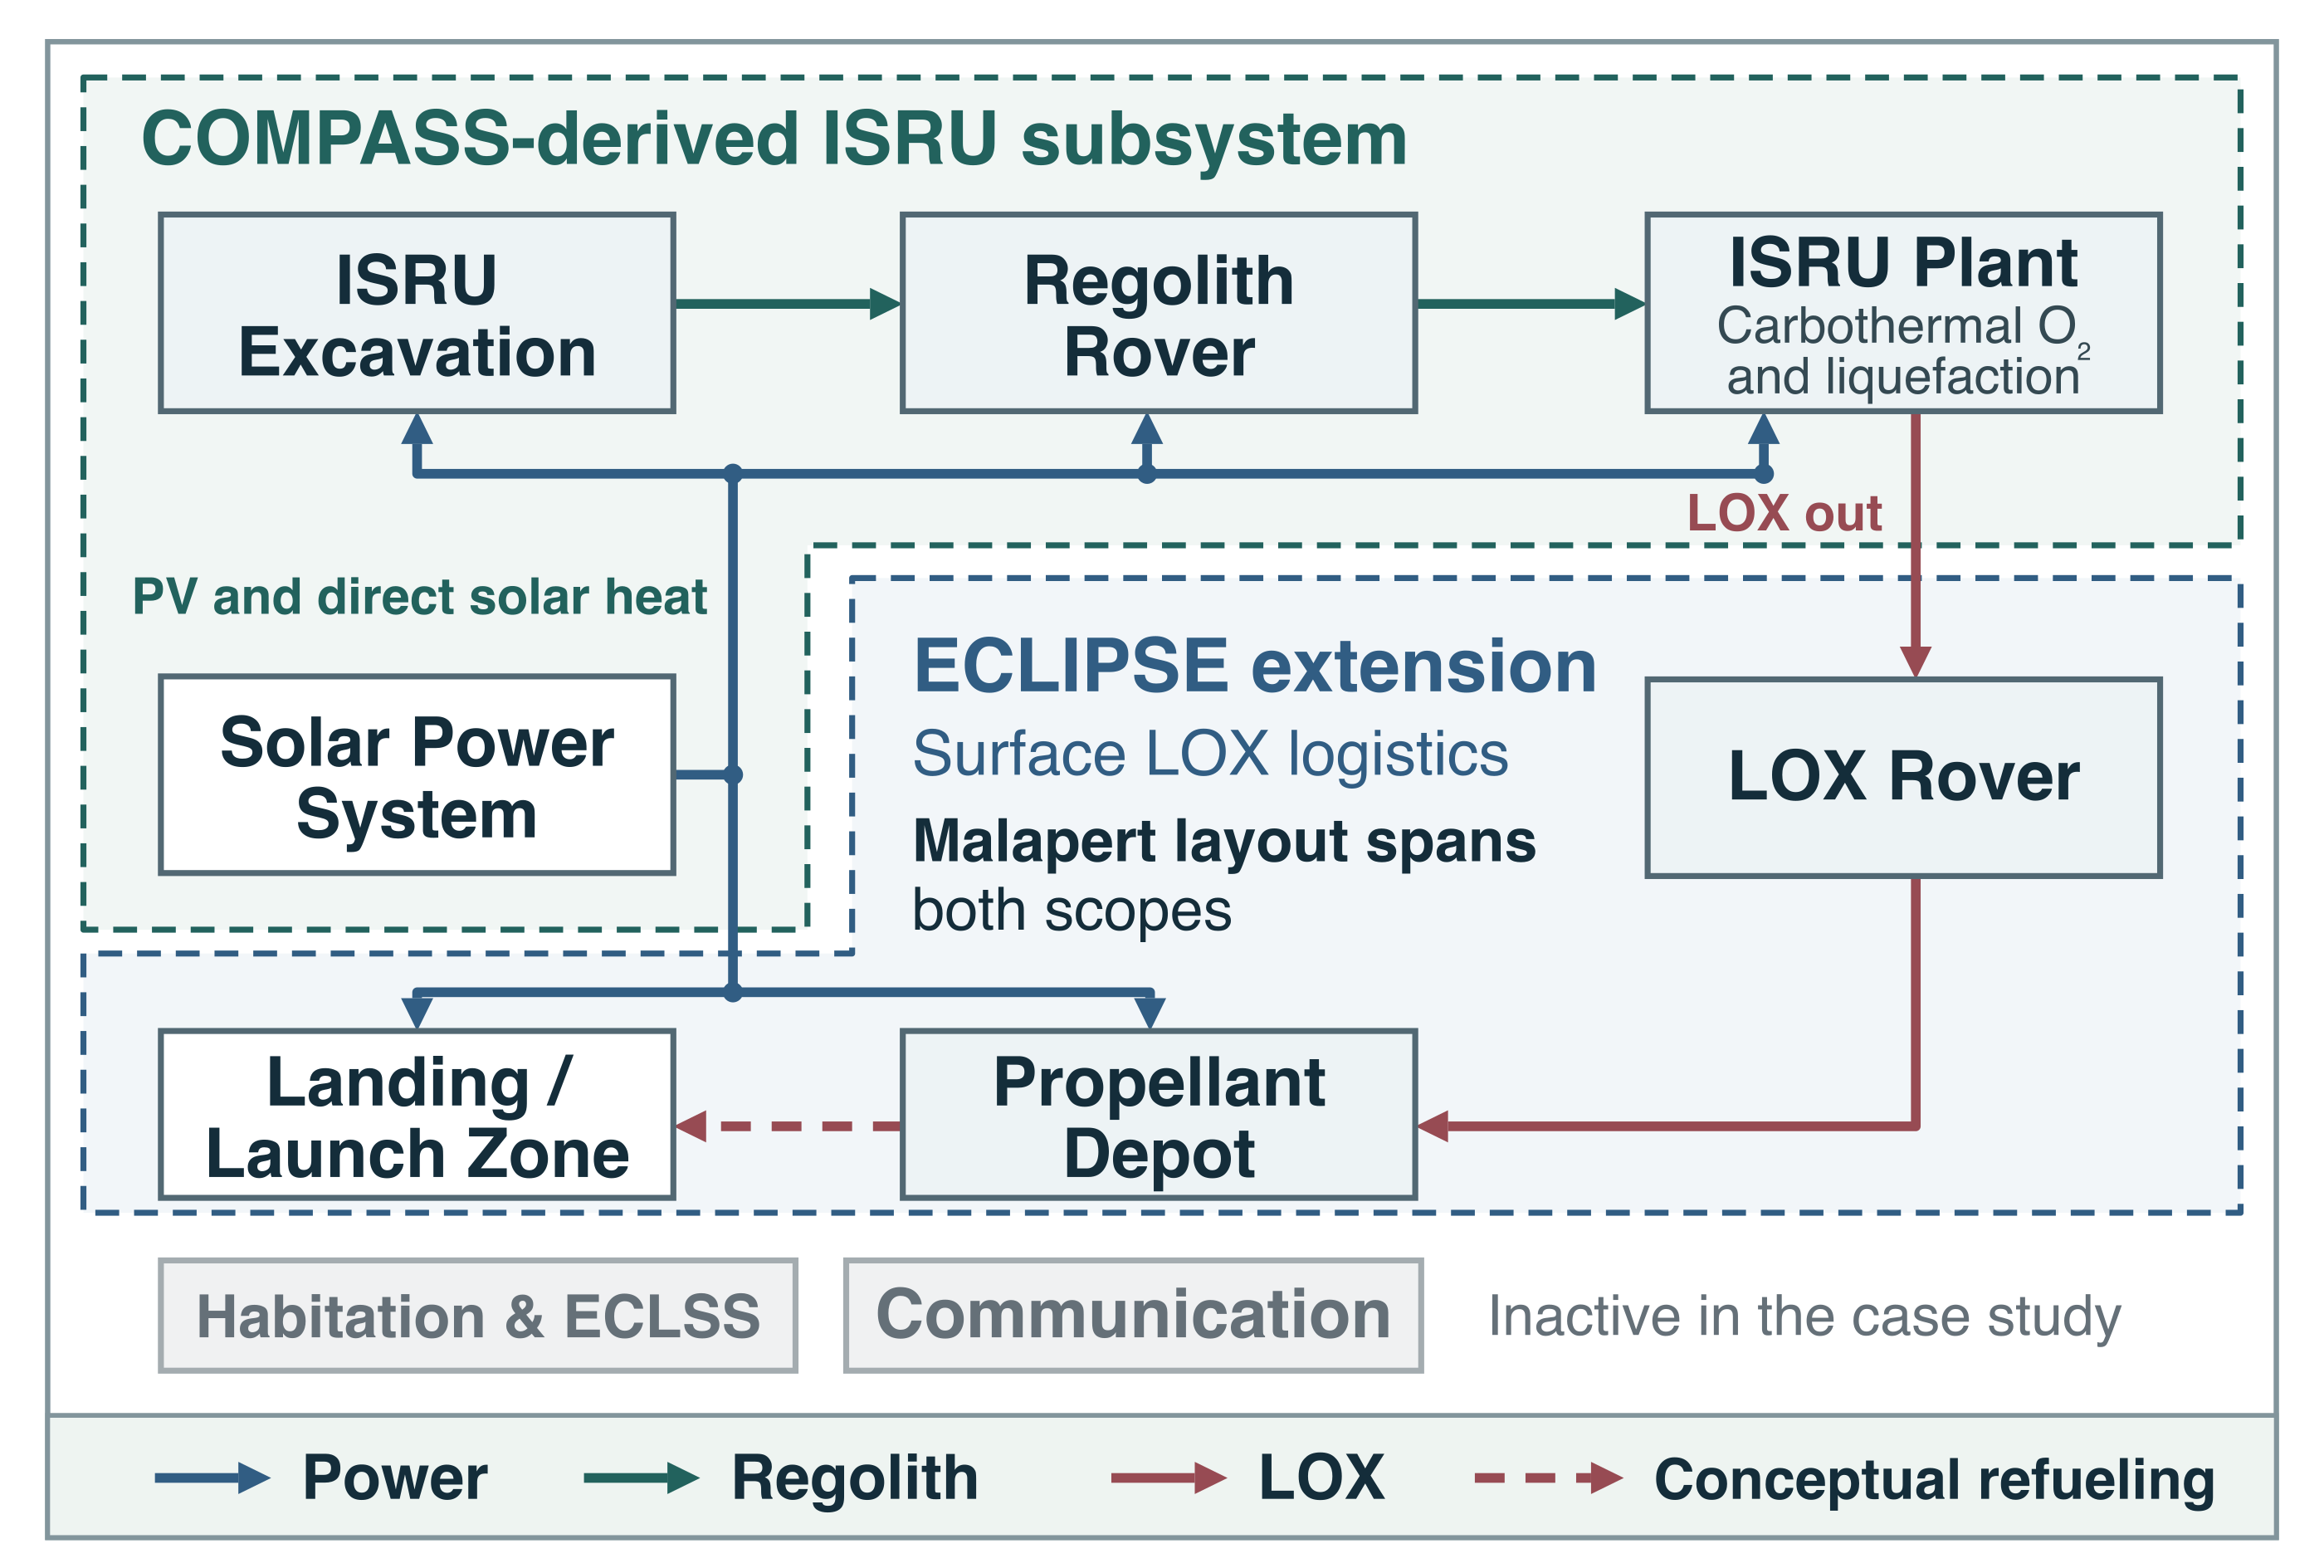 COMPASS-derived ISRU subsystem
ISRU
Excavation
Regolith
Rover
ISRU Plant
Carbothermal O₂
and liquefaction
LOX out
PV and direct solar heat
Solar Power
System
ECLIPSE extension
Surface LOX logistics
Malapert layout spans
both scopes
LOX Rover
Landing /
Launch Zone
Propellant
Depot
Habitation & ECLSS
Communication
Inactive in the case study
Power
Regolith
LOX
Conceptual refueling